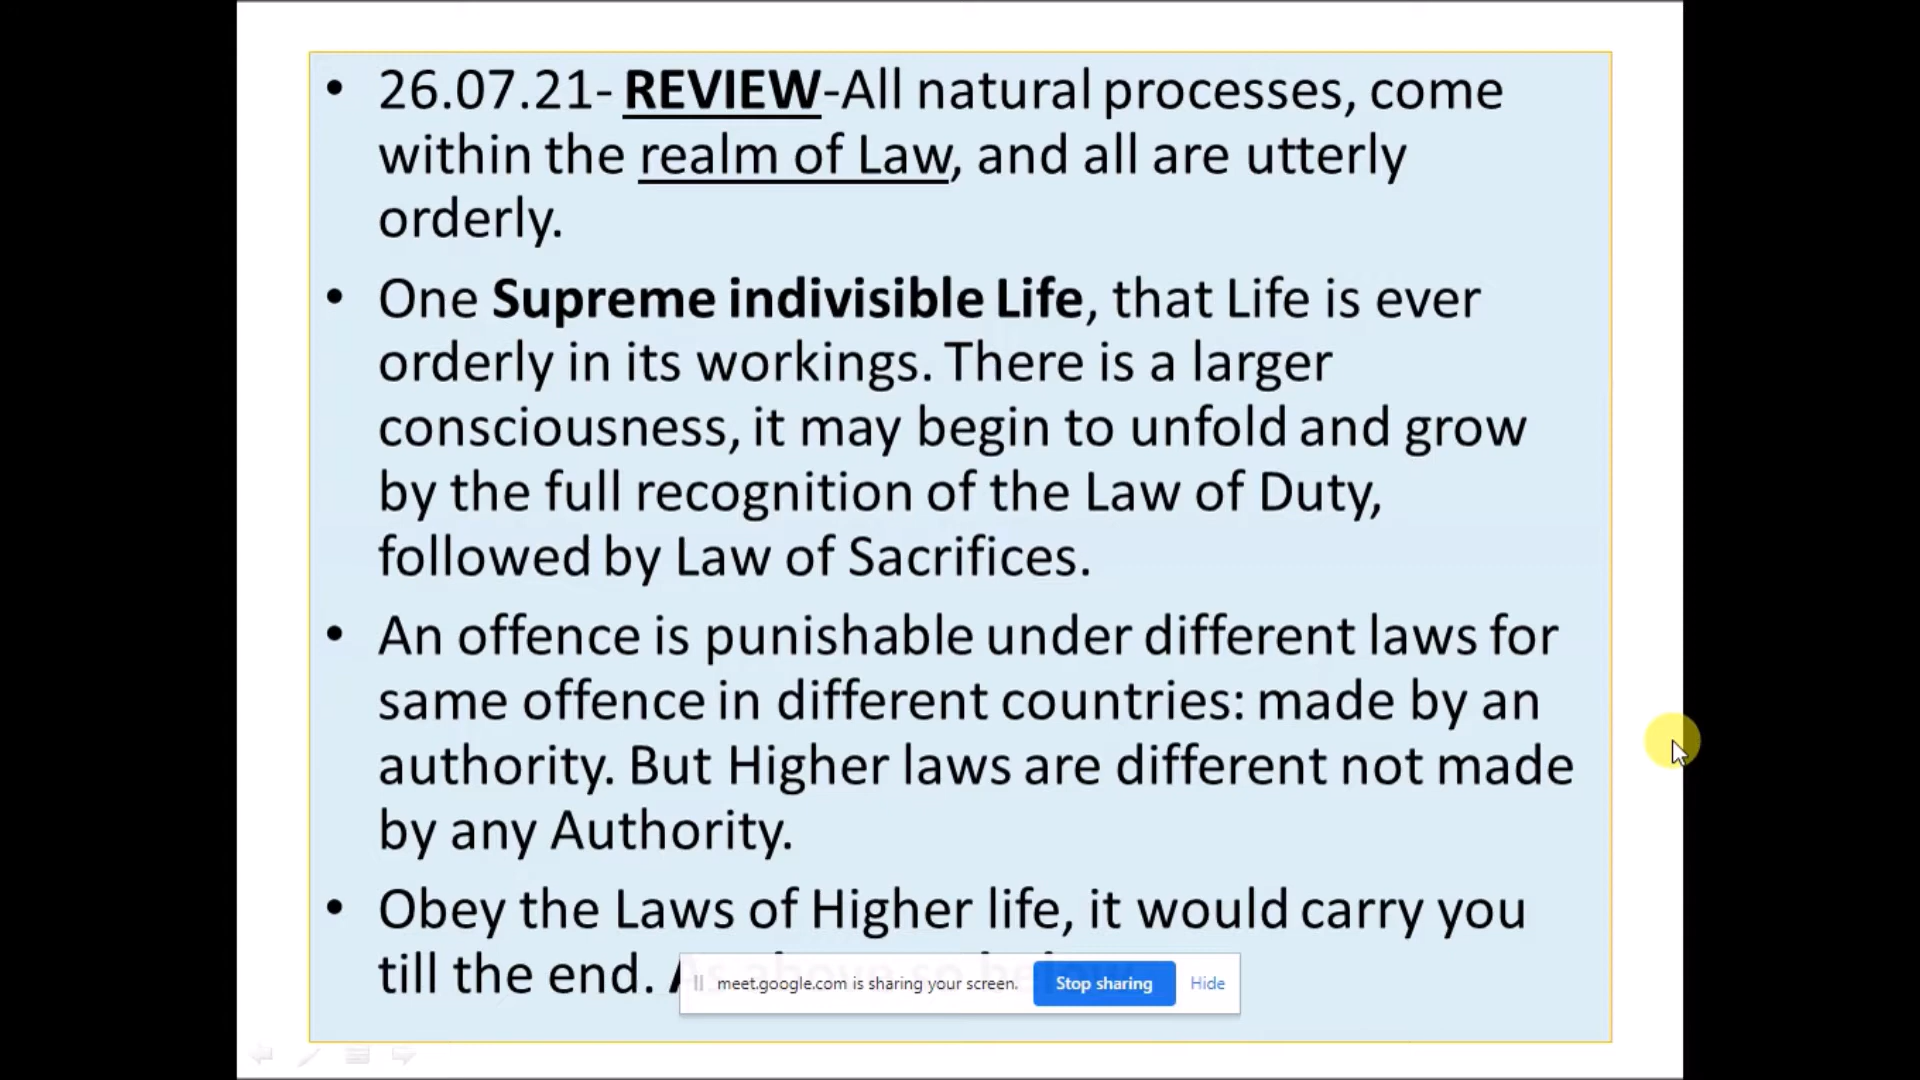 • 26.07.21- REVIEW-All natural processes, come
within the realm of Law, and all are utterly
orderly.
• One Supreme indivisible Life, that Life is ever
orderly in its workings. There is a larger
consciousness, it may begin to unfold and grow
by the full recognition of the Law of Duty,
followed by Law of Sacrifices.
• An offence is punishable under different laws for
same offence in different countries: made by an
authority. But Higher laws are different not made
by any Authority.
• Obey the Laws of Higher life, it would carry you
till the end. As above so below
meet.google.com is sharing your screen. Stop sharing Hide